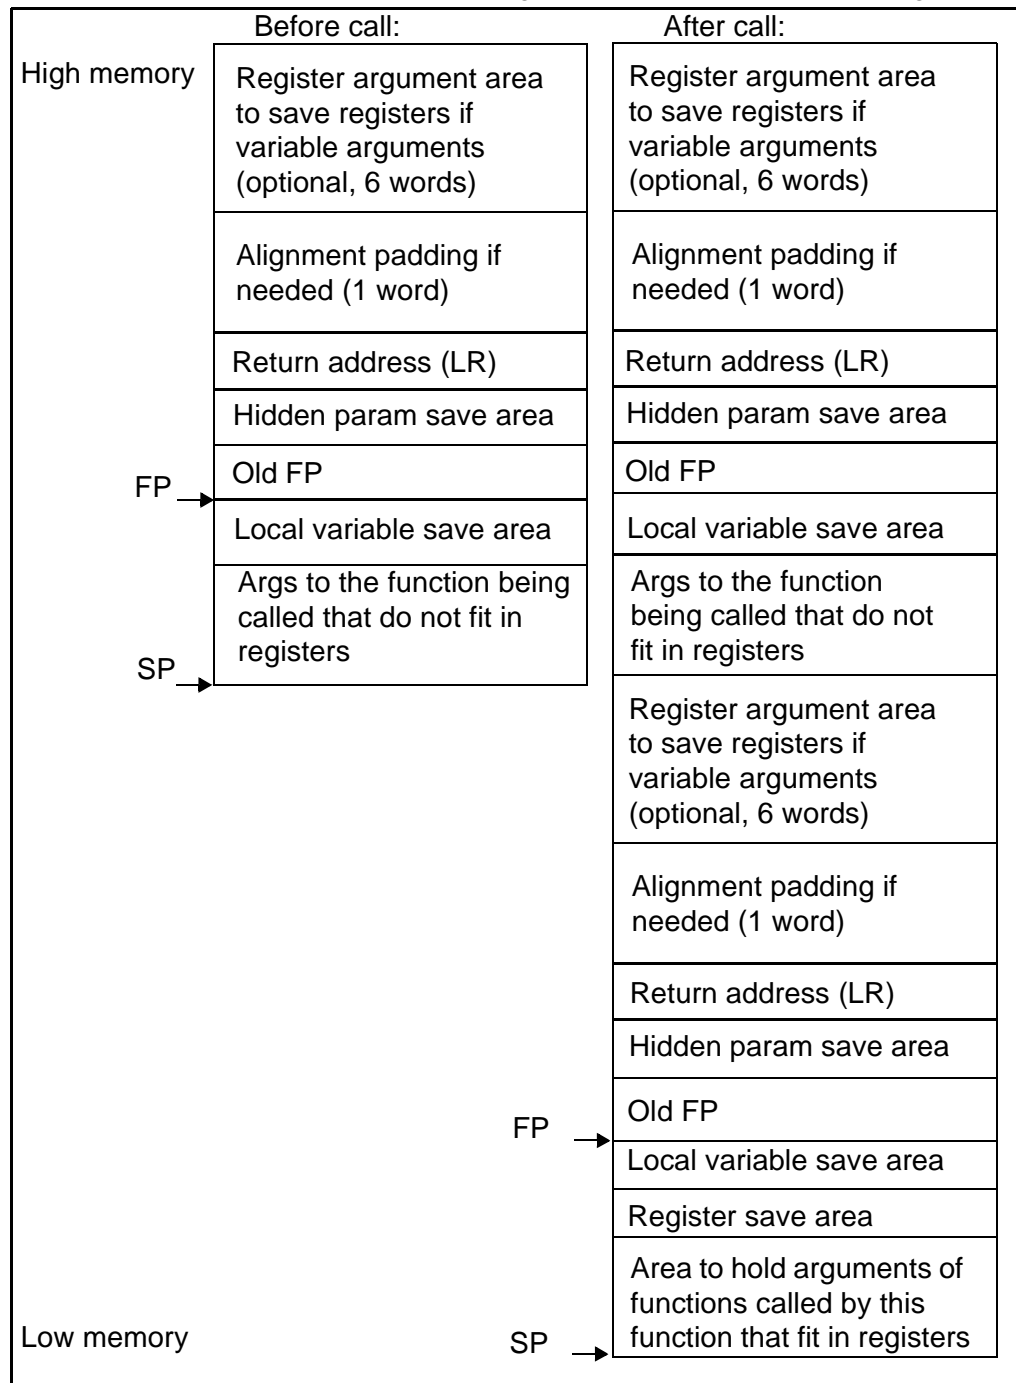 Before call:
After call:
High memory
Register argument area
to save registers if
variable arguments
(optional, 6 words)
Alignment padding if
needed (1 word)
Return address (LR)
Hidden param save area
Old FP
FP
Local variable save area
Args to the function being
called that do not fit in
registers
SP
Register argument area
to save registers if
variable arguments
(optional, 6 words)
Alignment padding if
needed (1 word)
Return address (LR)
Hidden param save area
Old FP
Local variable save area
Args to the function
being called that do not
fit in registers
Register argument area
to save registers if
variable arguments
(optional, 6 words)
Alignment padding if
needed (1 word)
Return address (LR)
Hidden param save area
Old FP
FP
Local variable save area
Register save area
Area to hold arguments of
functions called by this
function that fit in registers
SP
Low memory